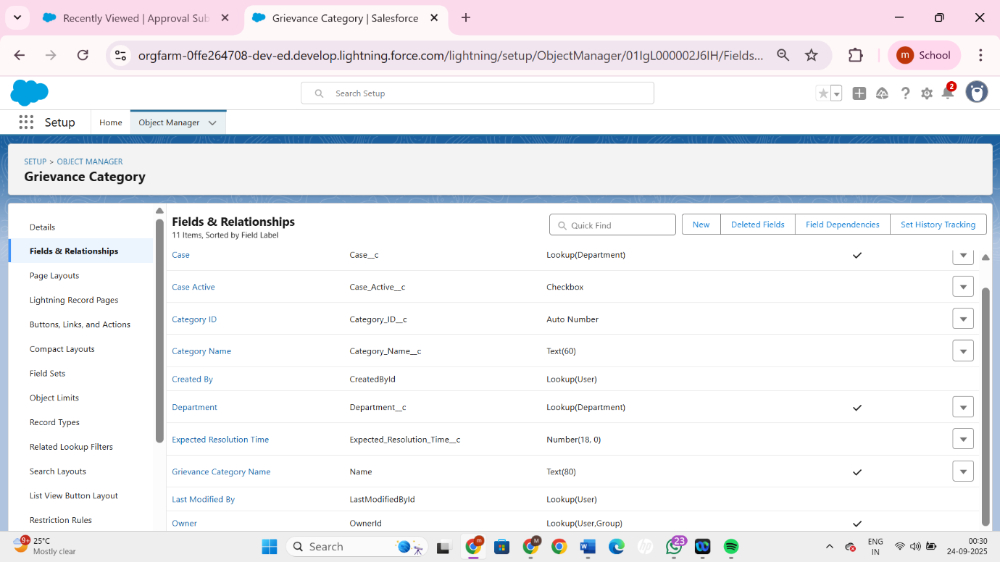 Recently Viewed | Approval Sub
Grievance Category | Salesforce
orgfarm-0ffe264708-dev-ed.develop.lightning.force.com/lightning/setup/ObjectManager/01IgL000002J6IH/Fields...
m School
Search Setup
2
Setup Home Object Manager
SETUP > OBJECT MANAGER
Grievance Category
Details
Fields & Relationships
Page Layouts
Lightning Record Pages
Buttons, Links, and Actions
Compact Layouts
Field Sets
Object Limits
Record Types
Related Lookup Filters
Search Layouts
List View Button Layout
Restriction Rules
Fields & Relationships
11 Items, Sorted by Field Label
Quick Find
New Deleted Fields Field Dependencies Set History Tracking
Case Case__c Lookup(Department)
Case Active Case_Active__c Checkbox
Category ID Category_ID__c Auto Number
Category Name Category_Name__c Text(60)
Created By CreatedById Lookup(User)
Department Department__c Lookup(Department)
Expected Resolution Time Expected_Resolution_Time__c Number(18, 0)
Grievance Category Name Name Text(80)
Last Modified By LastModifiedById Lookup(User)
Owner OwnerId Lookup(User,Group)
9+
25°C
Mostly clear
Search
m
M
W
hp
23
ENG
IN
00:30
24-09-2025